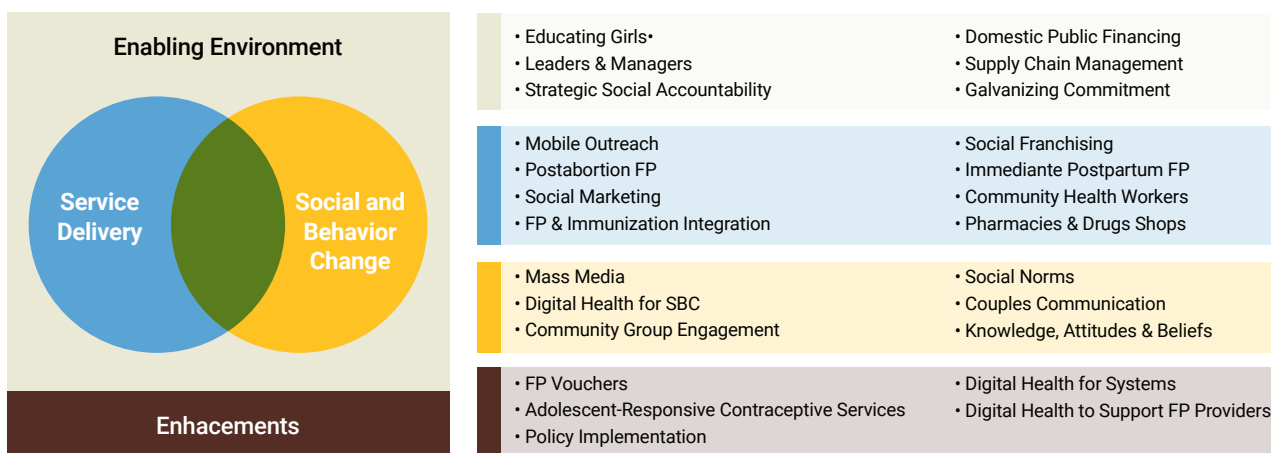 Enabling Environment
Service
Delivery
Social and
Behavior
Change
Enhacements
• Educating Girls•
• Leaders & Managers
• Strategic Social Accountability
• Domestic Public Financing
• Supply Chain Management
• Galvanizing Commitment
• Mobile Outreach
• Postabortion FP
• Social Marketing
• FP & Immunization Integration
• Social Franchising
• Immediante Postpartum FP
• Community Health Workers
• Pharmacies & Drugs Shops
• Mass Media
• Digital Health for SBC
• Community Group Engagement
• Social Norms
• Couples Communication
• Knowledge, Attitudes & Beliefs
• FP Vouchers
• Adolescent-Responsive Contraceptive Services
• Policy Implementation
• Digital Health for Systems
• Digital Health to Support FP Providers